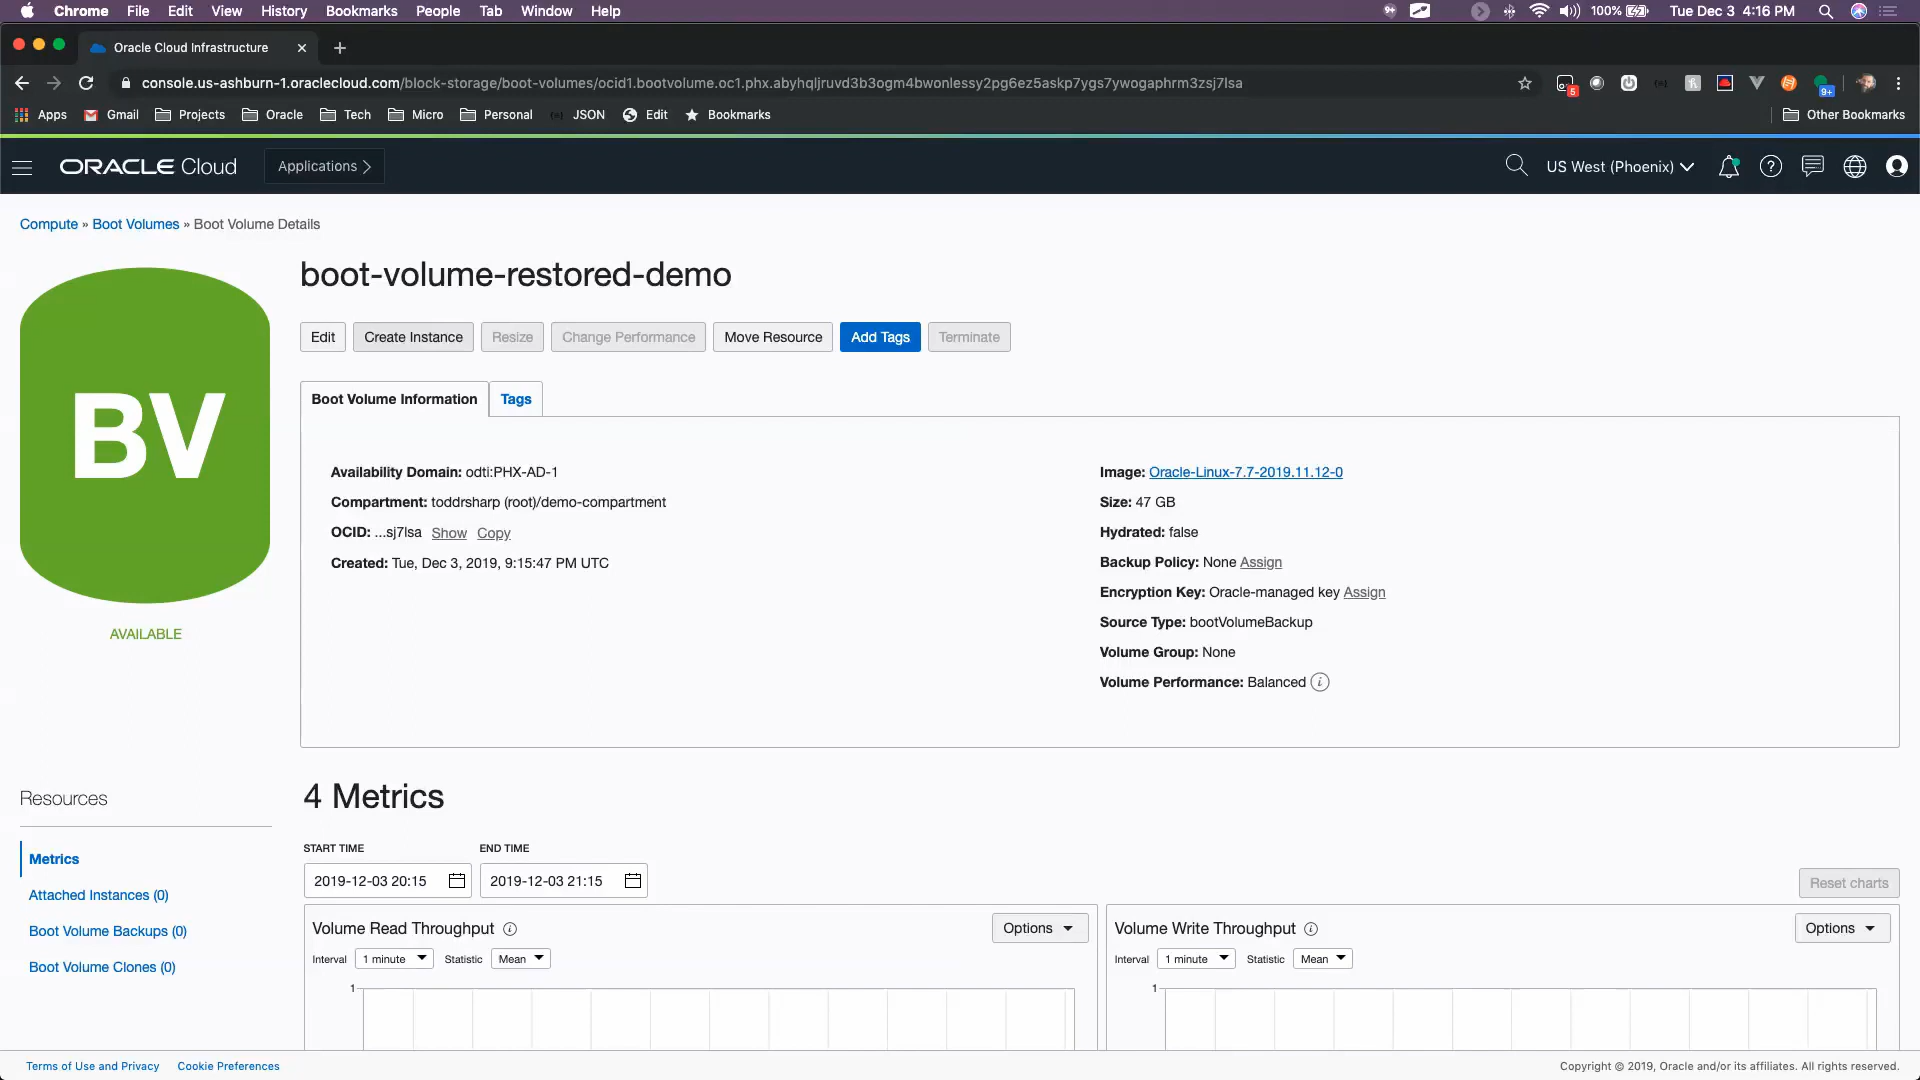 Chrome File Edit View History Bookmarks People Tab Window Help 9+ 100% Tue Dec 3 4:16 PM
Oracle Cloud Infrastructure
console.us-ashburn-1.oraclecloud.com/block-storage/boot-volumes/ocid1.bootvolume.oc1.phx.abyhqljruvd3b3ogm4bwonlessy2pg6ez5askp7ygs7ywogaphrm3zsj7lsa 5 9+
Apps Gmail Projects Oracle Tech Micro Personal JSON Edit Bookmarks Other Bookmarks
ORACLE Cloud Applications US West (Phoenix)
Compute » Boot Volumes » Boot Volume Details
boot-volume-restored-demo
Edit Create Instance Resize Change Performance Move Resource Add Tags Terminate
BV
AVAILABLE
Boot Volume Information Tags
Availability Domain: odti:PHX-AD-1
Compartment: toddrsharp (root)/demo-compartment
OCID: ...sj7lsa Show Copy
Created: Tue, Dec 3, 2019, 9:15:47 PM UTC
Image: Oracle-Linux-7.7-2019.11.12-0
Size: 47 GB
Hydrated: false
Backup Policy: None Assign
Encryption Key: Oracle-managed key Assign
Source Type: bootVolumeBackup
Volume Group: None
Volume Performance: Balanced i
Resources
Metrics
Attached Instances (0)
Boot Volume Backups (0)
Boot Volume Clones (0)
4 Metrics
START TIME END TIME
2019-12-03 20:15 2019-12-03 21:15 Reset charts
Volume Read Throughput i Options
Interval 1 minute Statistic Mean
1
Volume Write Throughput i Options
Interval 1 minute Statistic Mean
1
Terms of Use and Privacy Cookie Preferences Copyright © 2019, Oracle and/or its affiliates. All rights reserved.